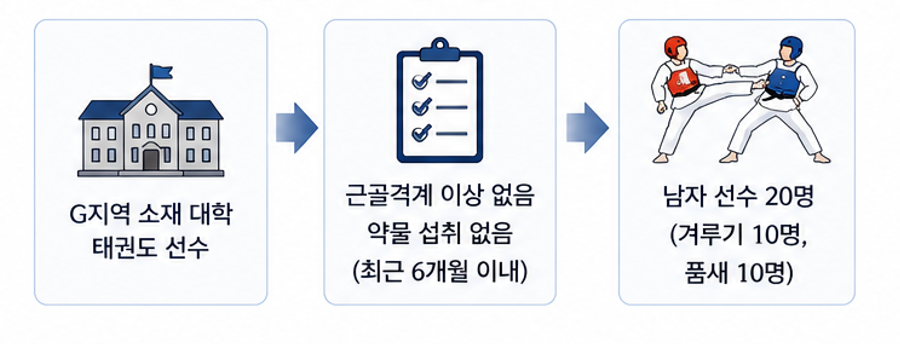 G지역 소재 대학
태권도 선수
근골격계 이상 없음
약물 섭취 없음
(최근 6개월 이내)
남자 선수 20명
(겨루기 10명,
품새 10명)